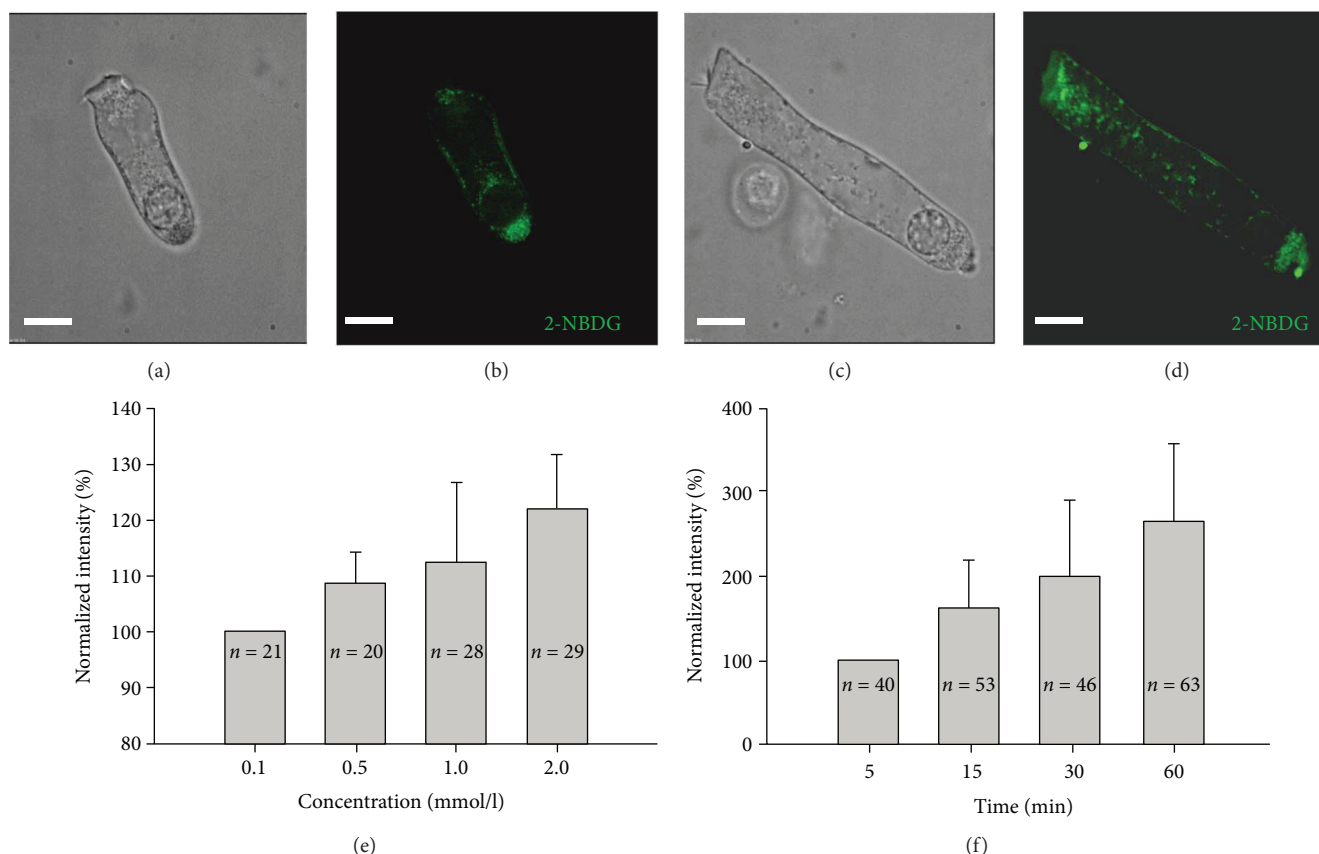 2-NBDG
2-NBDG
(a)
(b)
(c)
(d)
Normalized intensity (%)
140
130
120
110
100
90
80
n = 21
n = 20
n = 28
n = 29
0.1
0.5
1.0
2.0
Concentration (mmol/l)
(e)
Normalized intensity (%)
400
300
200
100
0
n = 40
n = 53
n = 46
n = 63
5
15
30
60
Time (min)
(f)